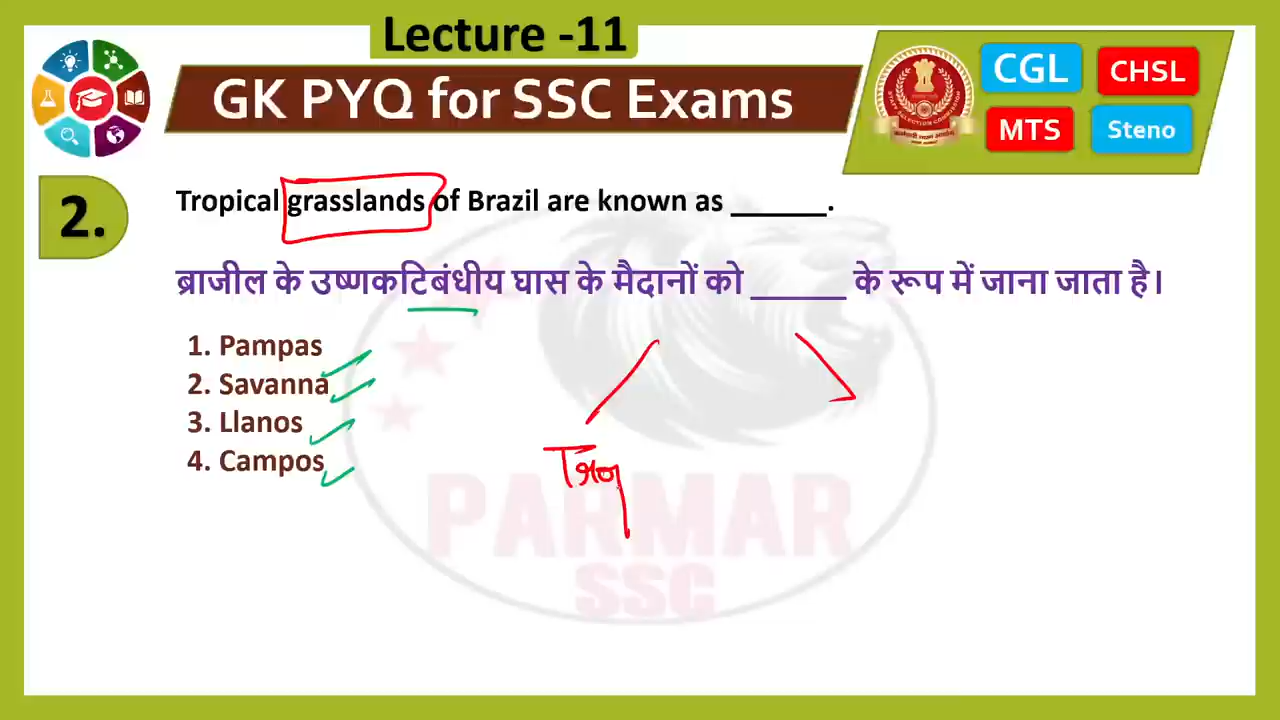 Lecture -11
GK PYQ for SSC Exams
CGL
CHSL
MTS
Steno
2.
Tropical grasslands of Brazil are known as ______.
ब्राजील के उष्णकटिबंधीय घास के मैदानों को ______ के रूप में जाना जाता है।
1. Pampas
2. Savanna
3. Llanos
4. Campos
Trop
PARMAR
SSC